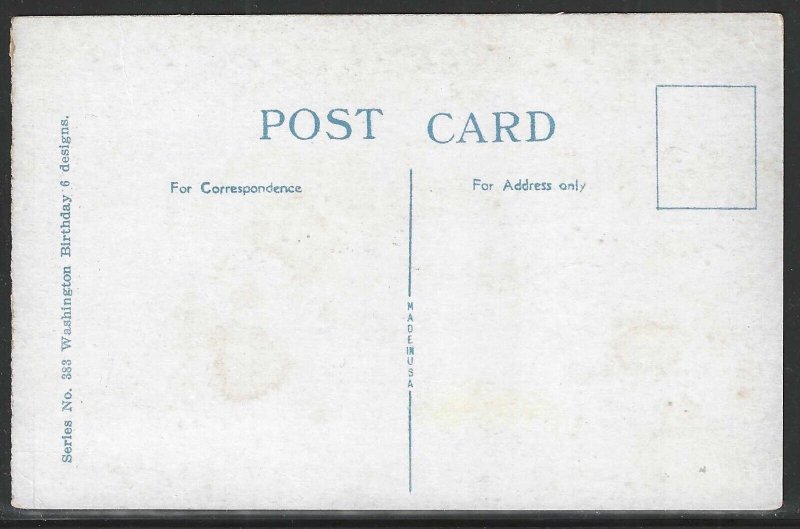 POST CARD
For Correspondence
For Address only
MADE IN USA
Series No. 383 Washington Birthday 6 designs.